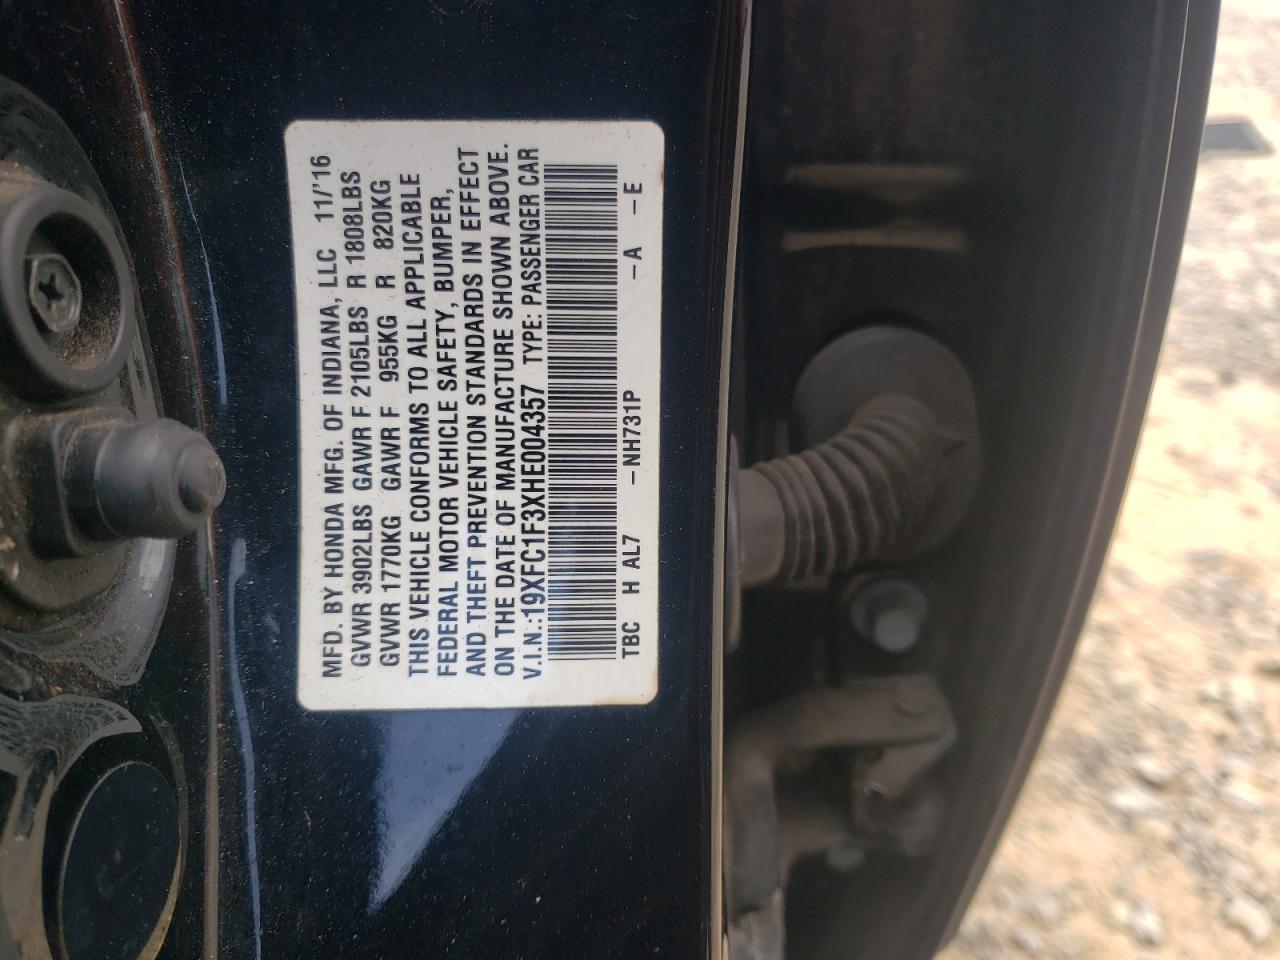 MFD. BY HONDA MFG. OF INDIANA, LLC 11/'16
GVWR 3902LBS GAWR F 2105LBS R 1808LBS
GVWR 1770KG GAWR F 955KG R 820KG
THIS VEHICLE CONFORMS TO ALL APPLICABLE
FEDERAL MOTOR VEHICLE SAFETY, BUMPER,
AND THEFT PREVENTION STANDARDS IN EFFECT
ON THE DATE OF MANUFACTURE SHOWN ABOVE.
V.I.N.:19XFC1F3XHE004357 TYPE: PASSENGER CAR
TBC H AL7 -NH731P -A -E